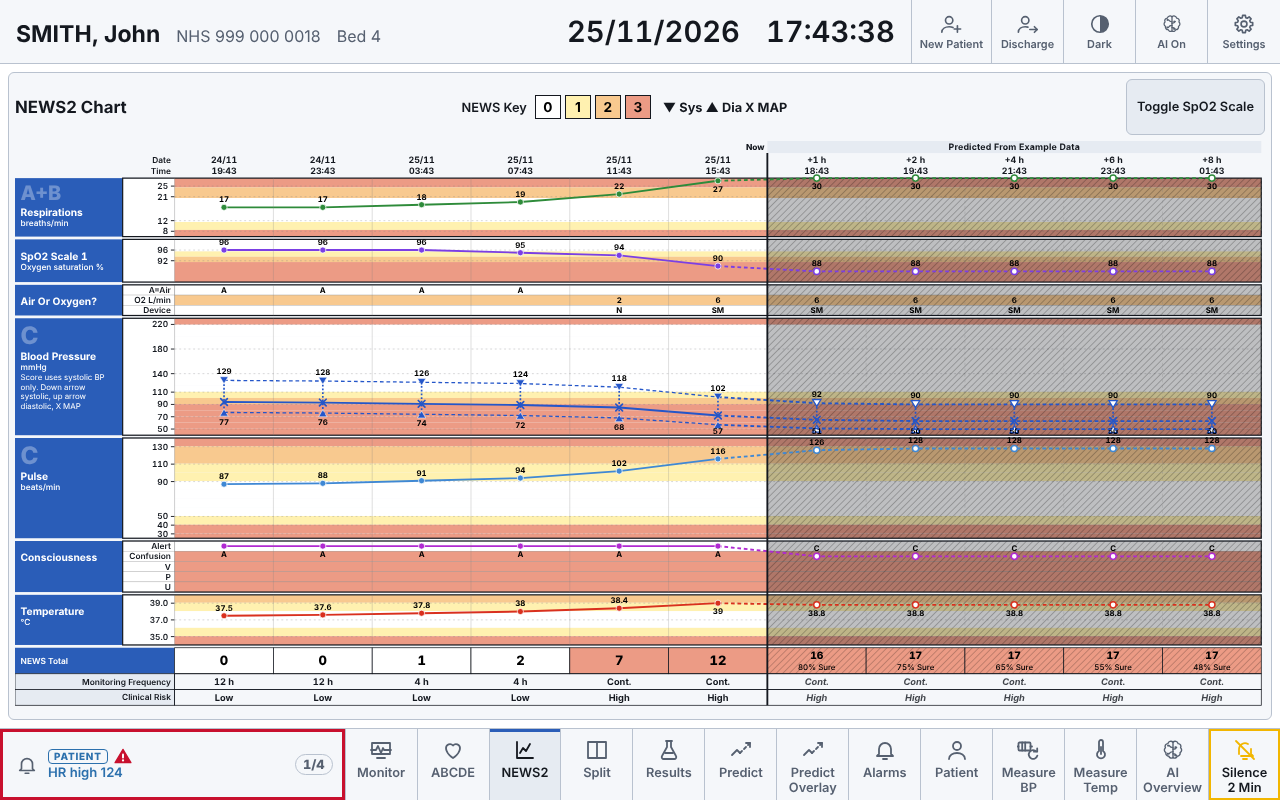 SMITH, John NHS 999 000 0018 Bed 4 25/11/2026 17:43:38 New Patient Discharge Dark AI On Settings
NEWS2 Chart NEWS Key 0 1 2 3 ▼ Sys ▲ Dia X MAP Toggle SpO2 Scale
Now Predicted From Example Data
Date 24/11 24/11 25/11 25/11 25/11 25/11 +1 h +2 h +4 h +6 h +8 h
Time 19:43 23:43 03:43 07:43 11:43 15:43 18:43 19:43 21:43 23:43 01:43
A+B
Respirations
breaths/min
25
21
12
8
17 17 18 19 22 27 30 30 30 30 30
SpO2 Scale 1
Oxygen saturation %
96
92
96 96 96 95 94 90 88 88 88 88 88
Air Or Oxygen?
A=Air A A A A
O2 L/min 2 6 6 6 6 6 6
Device N SM SM SM SM SM SM
C
Blood Pressure
mmHg
Score uses systolic BP
only. Down arrow
systolic, up arrow
diastolic, X MAP
220
180
140
110
90
70
50
129 128 126 124 118 102 92 90 90 90 90
77 76 74 72 68 57
C
Pulse
beats/min
130
110
90
50
40
30
87 88 91 94 102 116 126 128 128 128 128
Consciousness
Alert
Confusion
V
P
U
A A A A A A C C C C C
Temperature
°C
39.0
37.0
35.0
37.5 37.6 37.8 38 38.4 39 38.8 38.8 38.8 38.8 38.8
NEWS Total 0 0 1 2 7 12 16 17 17 17 17
80% Sure 75% Sure 65% Sure 55% Sure 48% Sure
Monitoring Frequency 12 h 12 h 4 h 4 h Cont. Cont. Cont. Cont. Cont. Cont. Cont.
Clinical Risk Low Low Low Low High High High High High High High
PATIENT
HR high 124
1/4
Monitor
ABCDE
NEWS2
Split
Results
Predict
Predict
Overlay
Alarms
Patient
Measure
BP
Measure
Temp
AI
Overview
Silence
2 Min